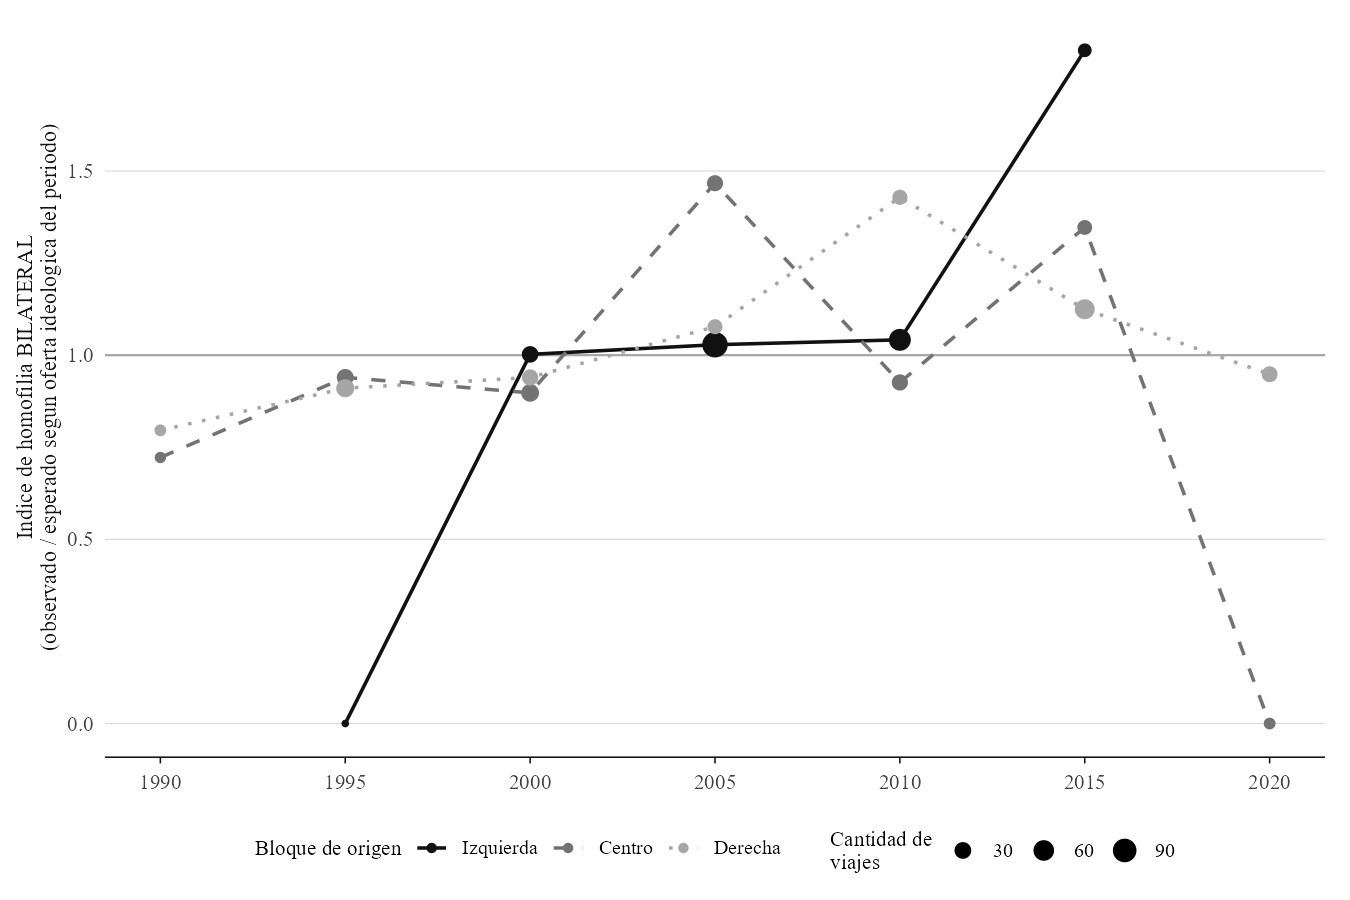 Indice de homofilia BILATERAL
(observado / esperado segun oferta ideologica del periodo)
1.5
1.0
0.5
0.0
1990 1995 2000 2005 2010 2015 2020
Bloque de origen Izquierda Centro Derecha
Cantidad de
viajes
30 60 90